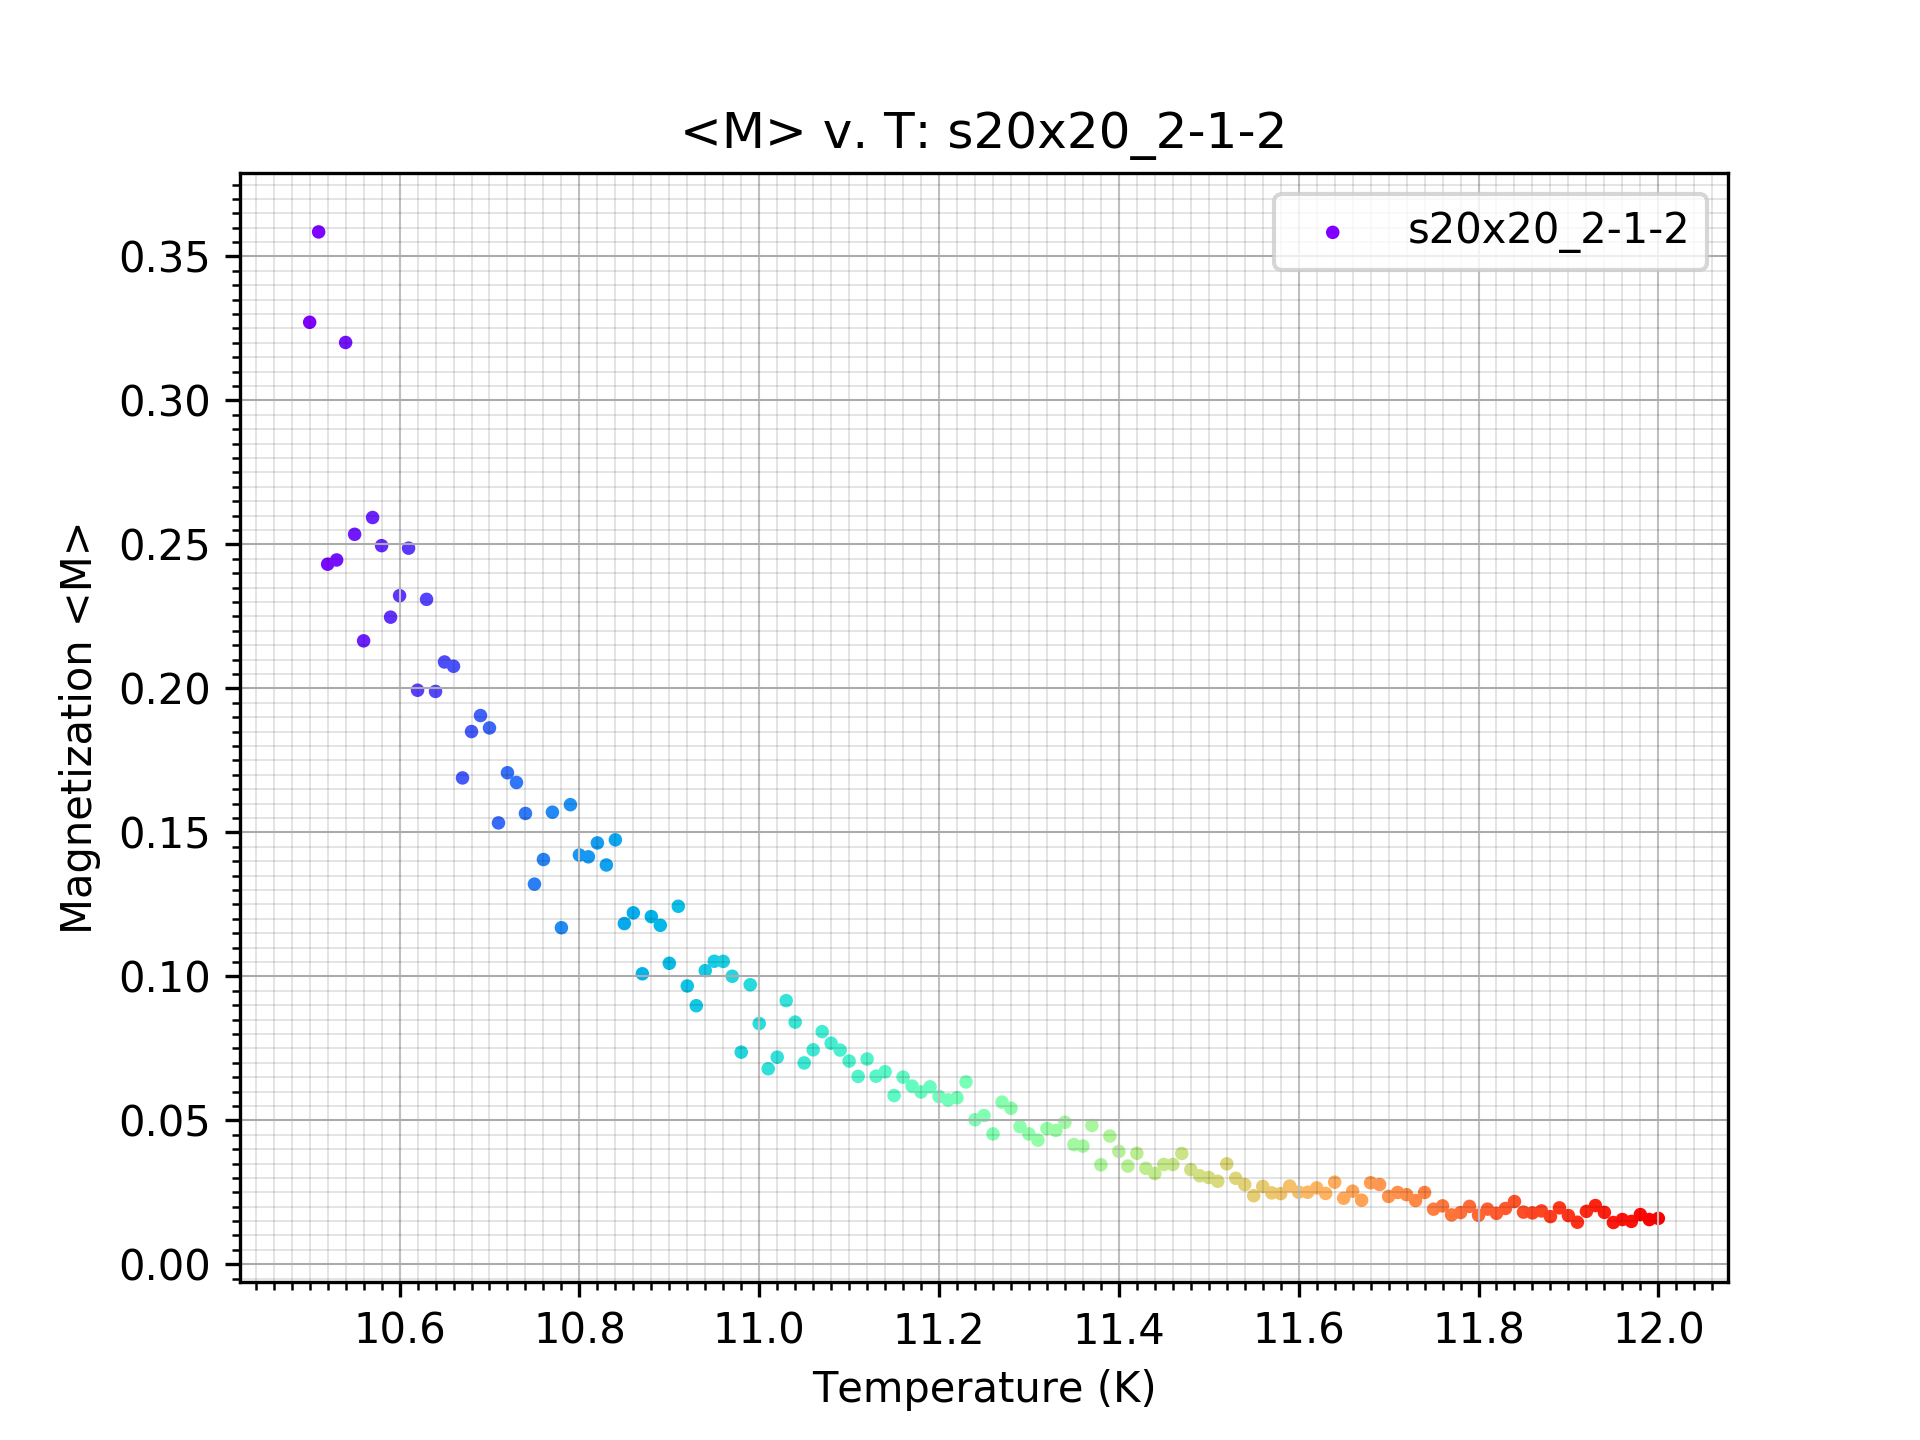 <M> v. T: s20x20_2-1-2
s20x20_2-1-2
Magnetization <M>
0.35
0.30
0.25
0.20
0.15
0.10
0.05
0.00
10.6 10.8 11.0 11.2 11.4 11.6 11.8 12.0
Temperature (K)